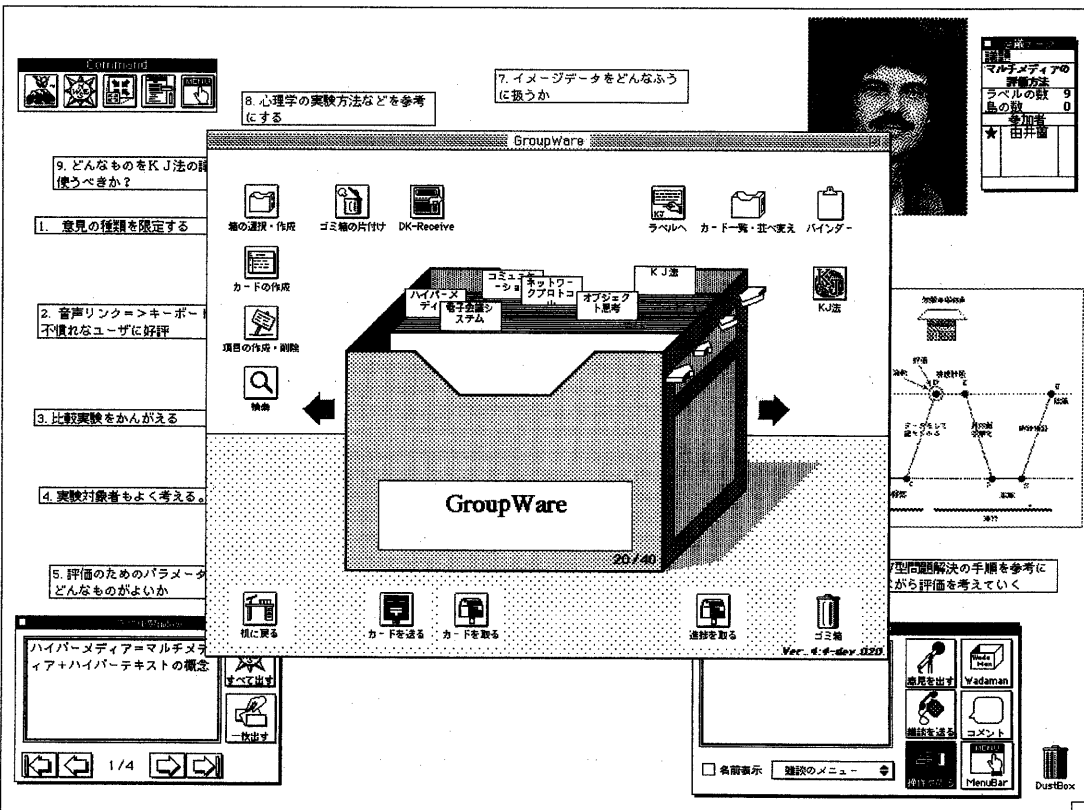 Command
MENU
7. イメージデータをどんなふう
に扱うか
マルチメディアの
評価方法
ラベルの数 9
島の数 0
参加者
★ 由井薗
8. 心理学の実験方法などを参考
にする
9. どんなものをＫＪ法の
使うべきか？
1. 意見の種類を限定する
2. 音声リンク＝＞キーボー
不慣れなユーザに好評
3. 比較実験をかんがえる
4. 実験対象者もよく考える。
5. 評価のためのパラメータ
どんなものがよいか
GroupWare
箱の選択・作成
ゴミ箱の片付け
DK-Receive
KJ
ラベルへ
カード一覧・並べ変え
バインダー
カードの作成
項目の作成・削除
検索
KJ法
ハイパーメ
ディ
コミュニケ
ーショ
ネットワー
クプロトコ
ル
電子会議シ
ステム
オブジェク
ト思考
ＫＪ法
GroupWare
20/40
机に戻る
カードを送る
カードを取る
進捗を取る
ゴミ箱
Ver. 4.4-dev.020
型問題解決の手順を参考に
がら評価を考えていく
ハイパーメディア＝マルチメデ
ィア＋ハイパーテキストの概念
すべて出す
一枚出す
1/4
意見を出す
Wadaman
雑談を送る
コメント
MENU
MenuBar
名前表示
雑談のメニュー
DustBox